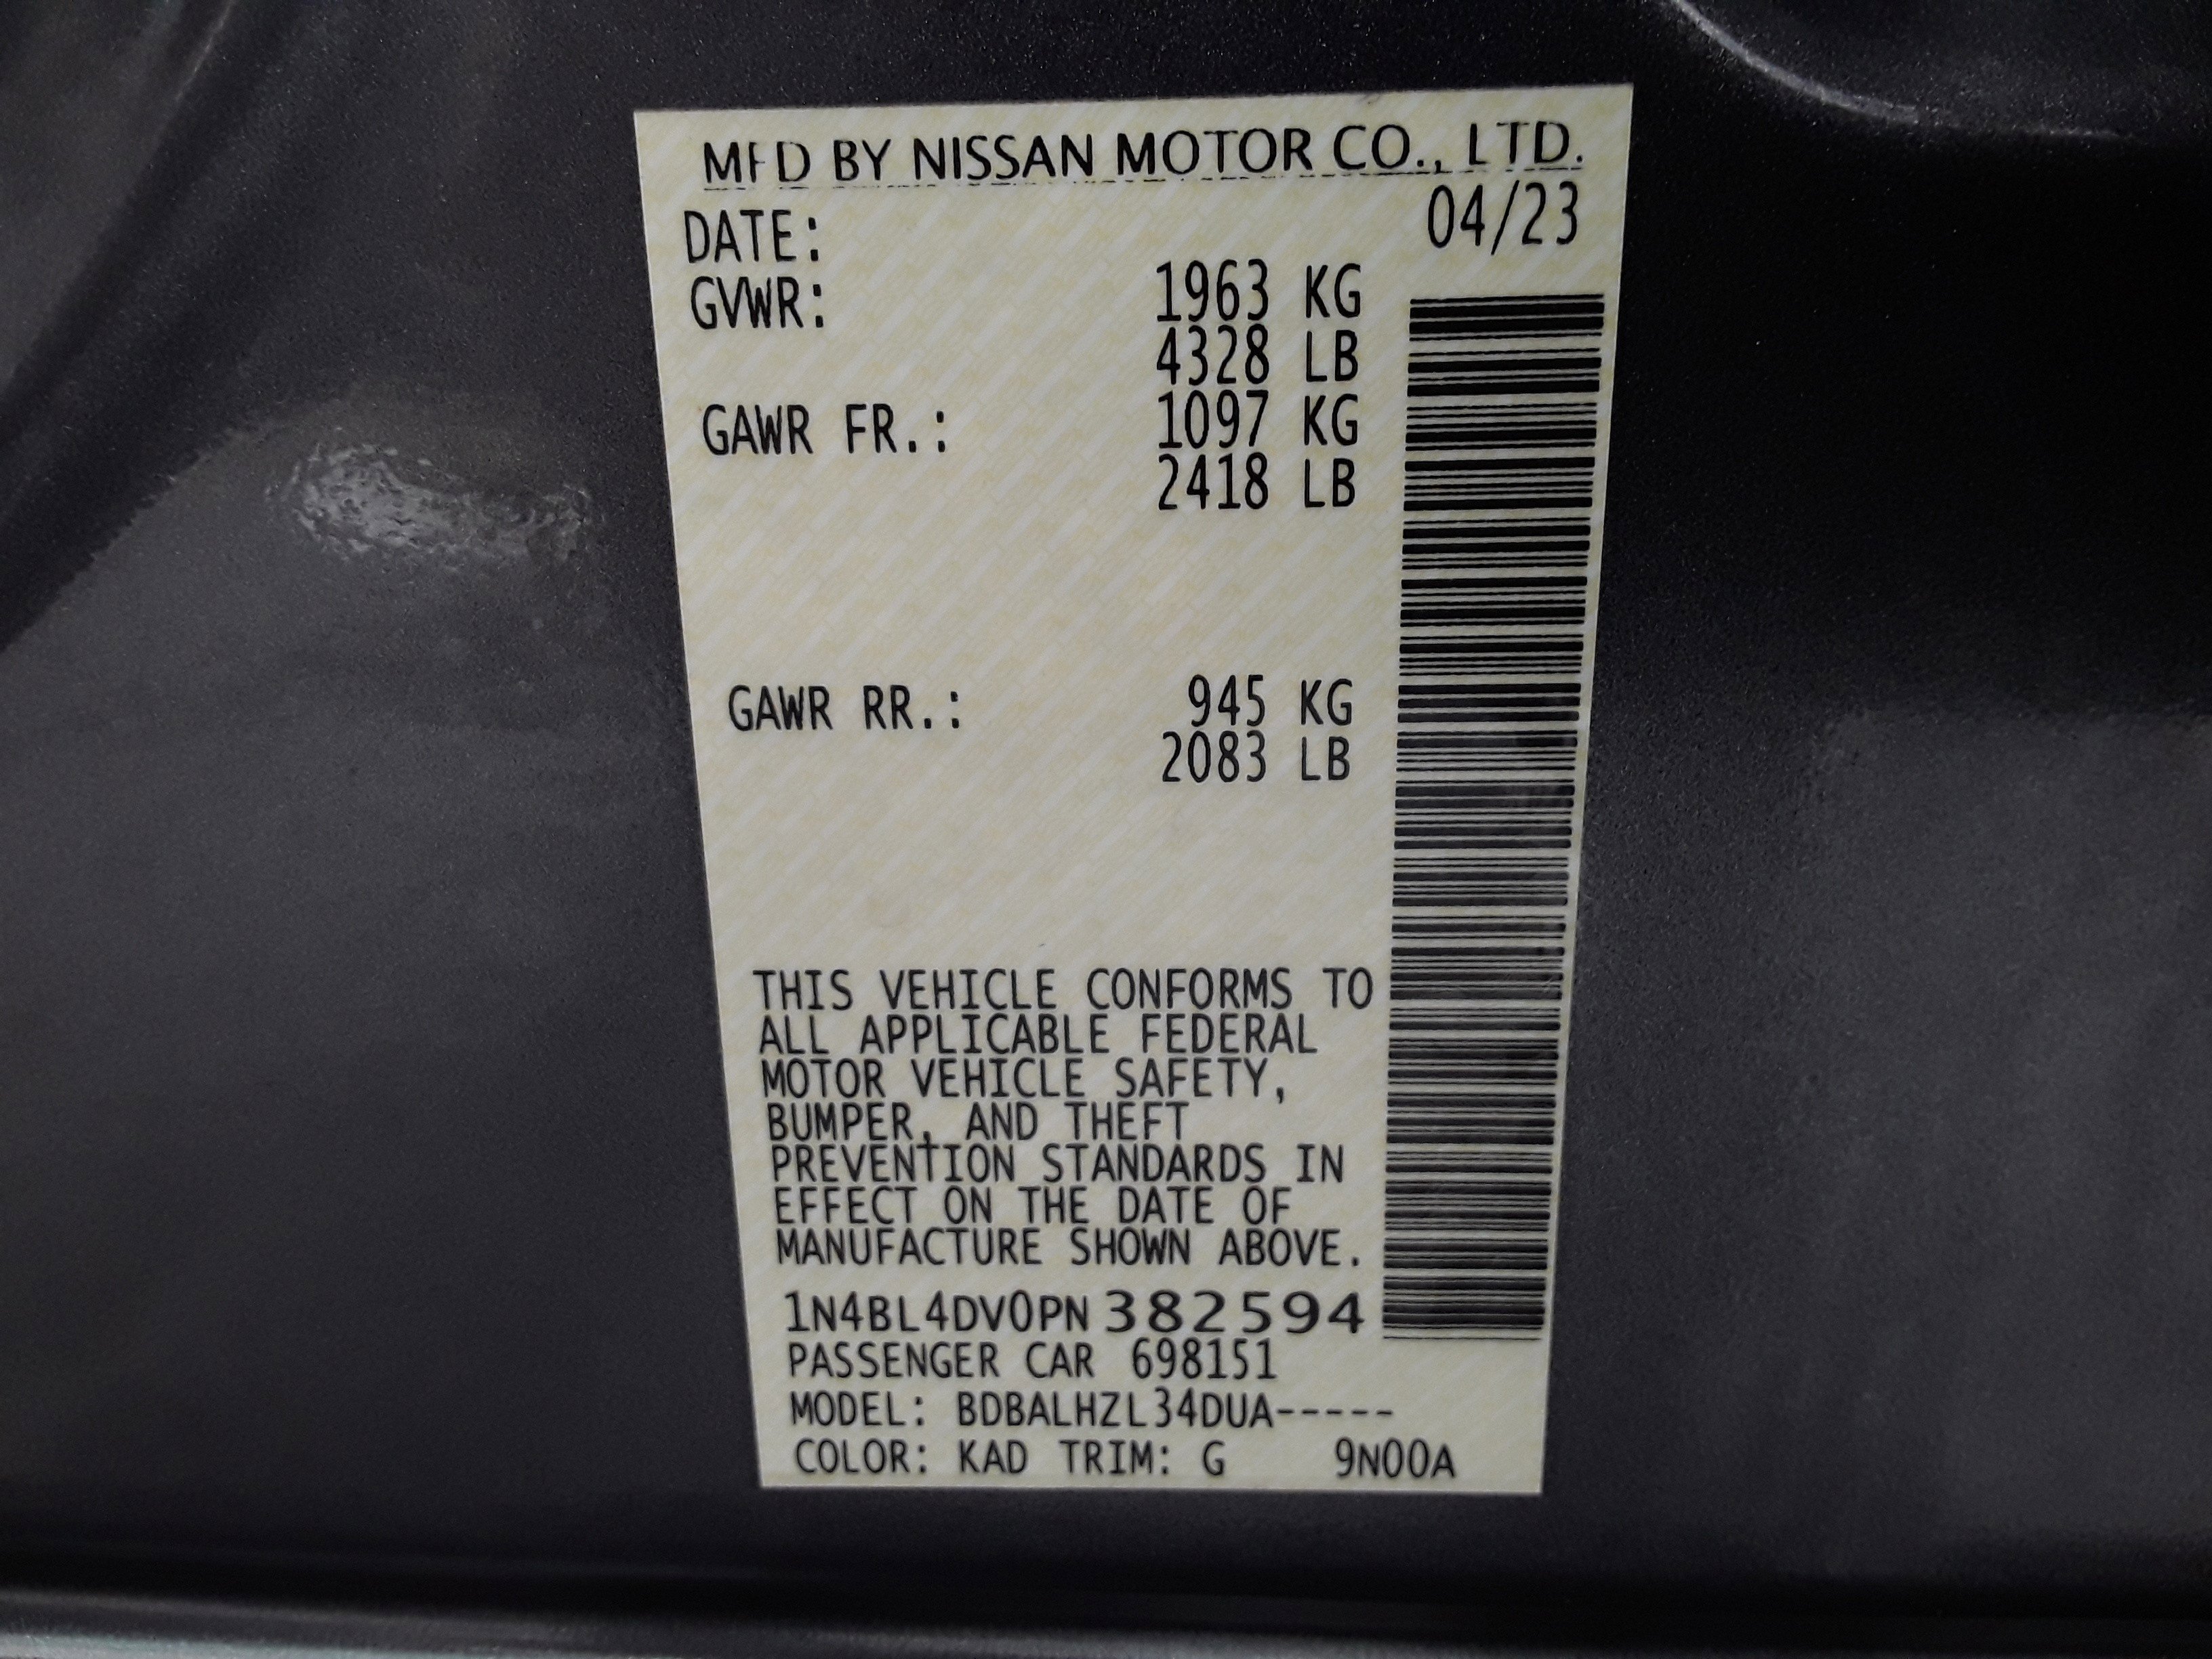 MFD BY NISSAN MOTOR CO., LTD.
DATE: 04/23
GVWR: 1963 KG
4328 LB
GAWR FR.: 1097 KG
2418 LB
GAWR RR.: 945 KG
2083 LB
THIS VEHICLE CONFORMS TO
ALL APPLICABLE FEDERAL
MOTOR VEHICLE SAFETY,
BUMPER, AND THEFT
PREVENTION STANDARDS IN
EFFECT ON THE DATE OF
MANUFACTURE SHOWN ABOVE.
1N4BL4DV0PN382594
PASSENGER CAR 698151
MODEL: BDBALHZL34DUA-----
COLOR: KAD TRIM: G 9N00A